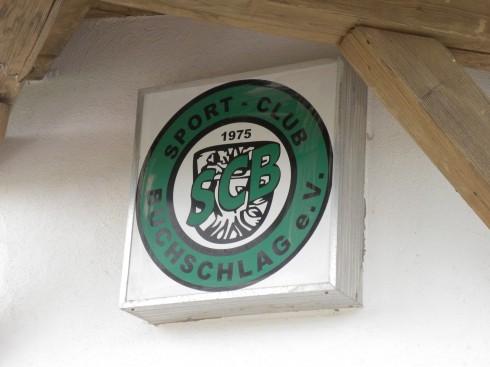 SPORT - CLUB
1975
SCB
BUCHSCHLAG e.V.